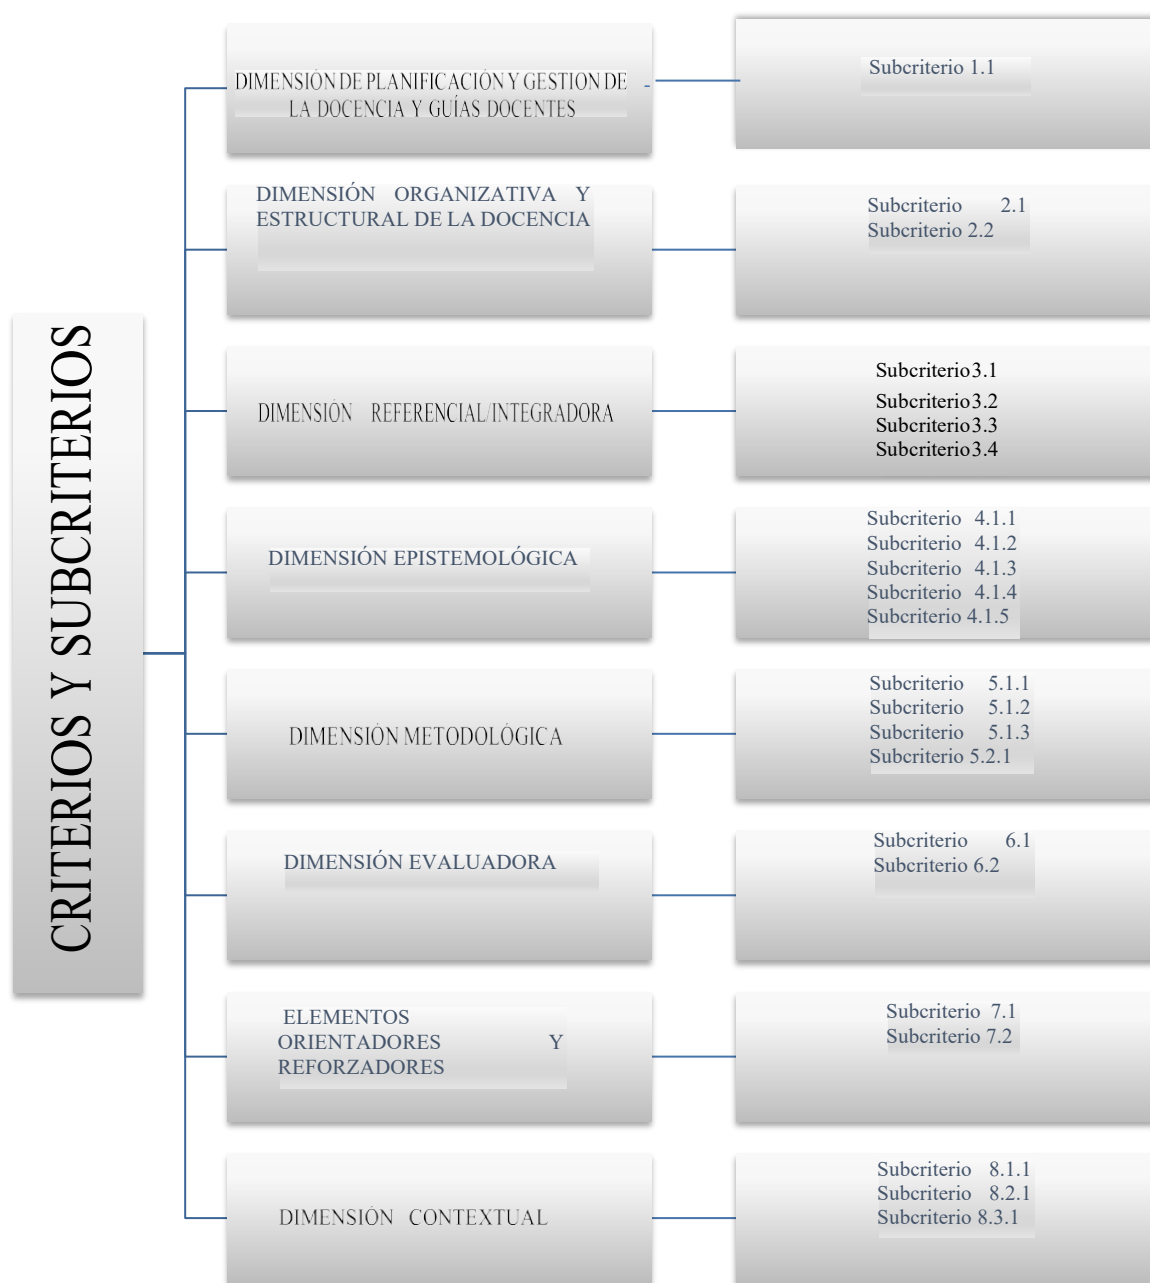 CRITERIOS Y SUBCRITERIOS
DIMENSIÓN DE PLANIFICACIÓN Y GESTION DE
LA DOCENCIA Y GUÍAS DOCENTES
Subcriterio 1.1
DIMENSIÓN ORGANIZATIVA Y
ESTRUCTURAL DE LA DOCENCIA
Subcriterio 2.1
Subcriterio 2.2
DIMENSIÓN REFERENCIAL/INTEGRADORA
Subcriterio3.1
Subcriterio3.2
Subcriterio3.3
Subcriterio3.4
DIMENSIÓN EPISTEMOLÓGICA
Subcriterio 4.1.1
Subcriterio 4.1.2
Subcriterio 4.1.3
Subcriterio 4.1.4
Subcriterio 4.1.5
DIMENSIÓN METODOLÓGICA
Subcriterio 5.1.1
Subcriterio 5.1.2
Subcriterio 5.1.3
Subcriterio 5.2.1
DIMENSIÓN EVALUADORA
Subcriterio 6.1
Subcriterio 6.2
ELEMENTOS
ORIENTADORES Y
REFORZADORES
Subcriterio 7.1
Subcriterio 7.2
DIMENSIÓN CONTEXTUAL
Subcriterio 8.1.1
Subcriterio 8.2.1
Subcriterio 8.3.1